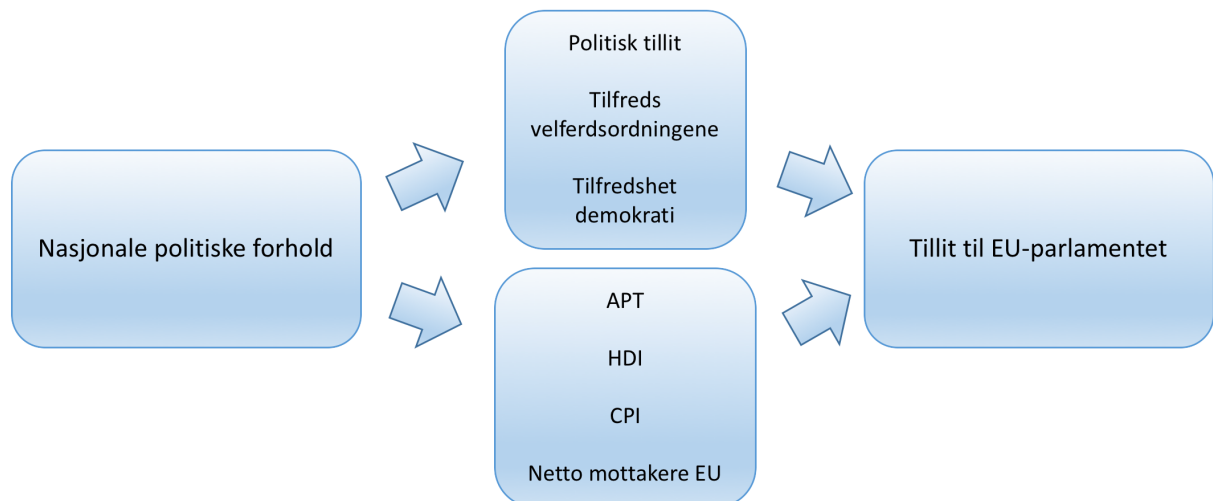 Nasjonale politiske forhold
Politisk tillit
Tilfreds
velferdsordningene
Tilfredshet
demokrati
APT
HDI
CPI
Netto mottakere EU
Tillit til EU-parlamentet